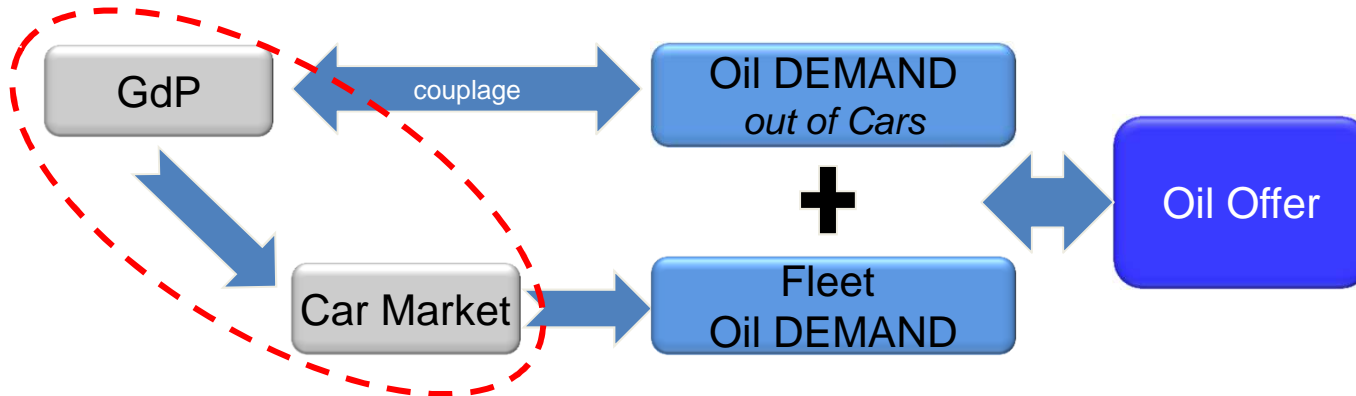 GdP
couplage
Oil DEMAND
out of Cars
Oil Offer
Car Market
Fleet
Oil DEMAND